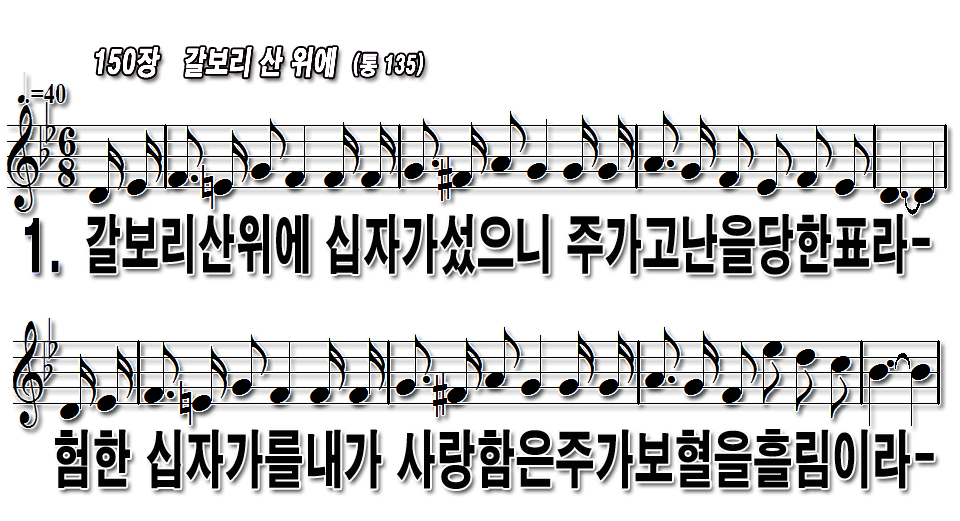 150장 갈보리 산 위에 (통 135)
♩.=40
6
8
1. 갈보리산위에 십자가섰으니 주가고난을당한표라-
험한 십자가를내가 사랑함은주가보혈을흘림이라-